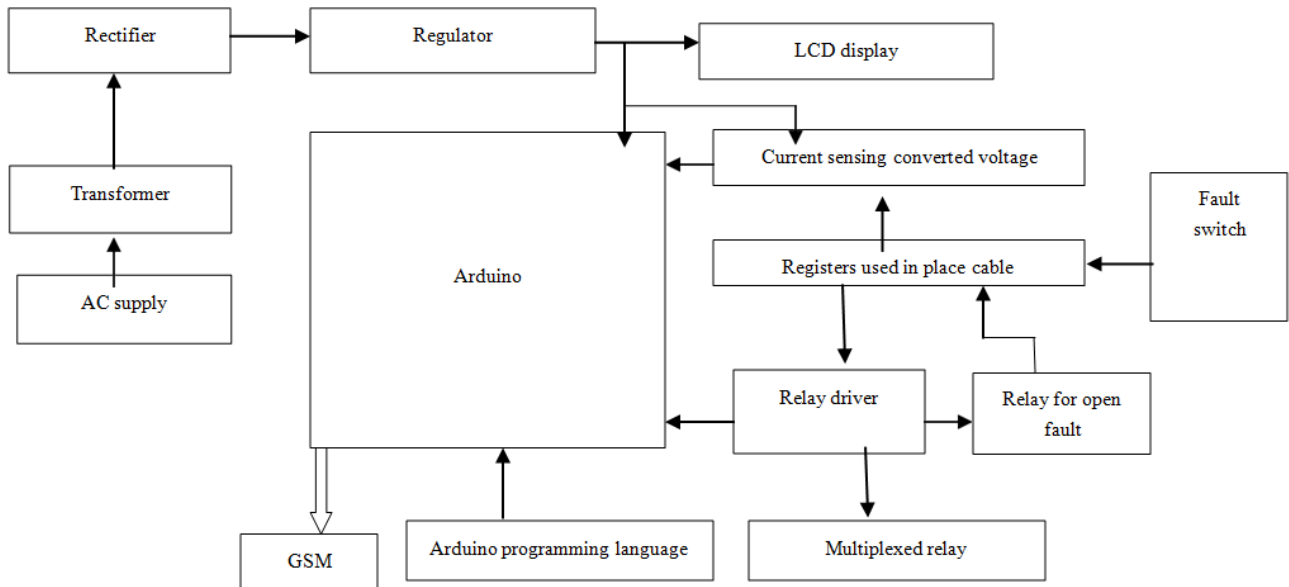 Rectifier
Regulator
LCD display
Current sensing converted voltage
Transformer
Fault
switch
Registers used in place cable
Arduino
AC supply
Relay driver
Relay for open
fault
GSM
Arduino programming language
Multiplexed relay